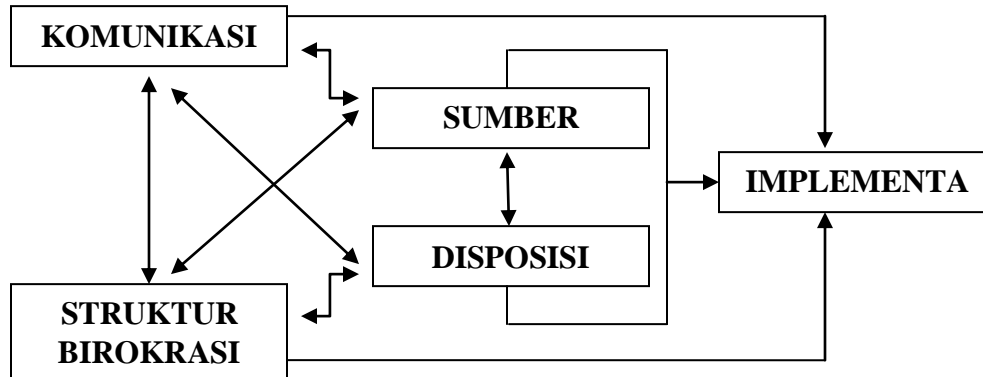 KOMUNIKASI
SUMBER
IMPLEMENTA
DISPOSISI
STRUKTUR
BIROKRASI